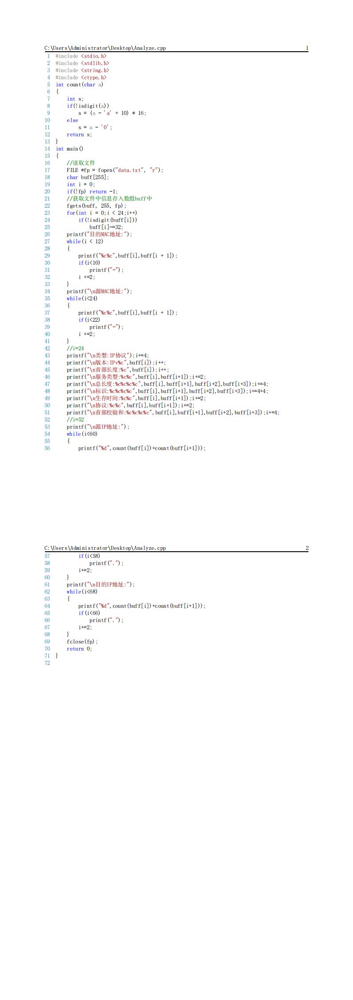 C:\Users\Administrator\Desktop\Analyze.cpp 1
1 #include <stdio.h>
2 #include <stdlib.h>
3 #include <string.h>
4 #include <ctype.h>
5 int count(char a)
6 {
7     int s;
8     if(!isdigit(a))
9         s = (a - 'a' + 10) * 16;
10     else
11         s = a - '0';
12     return s;
13 }
14 int main()
15 {
16     //读取文件
17     FILE *fp = fopen("data.txt", "r");
18     char buff[255];
19     int i = 0;
20     if(!fp) return -1;
21     //获取文件中信息存入数组buff中
22     fgets(buff, 255, fp);
23     for(int i = 0;i < 24;i++)
24         if(!isdigit(buff[i]))
25             buff[i]-=32;
26     printf("目的MAC地址:");
27     while(i < 12)
28     {
29         printf("%c%c",buff[i],buff[i + 1]);
30         if(i<10)
31             printf("-");
32         i +=2;
33     }
34     printf("\n源MAC地址:");
35     while(i<24)
36     {
37         printf("%c%c",buff[i],buff[i + 1]);
38         if(i<22)
39             printf("-");
40         i +=2;
41     }
42     //i=24
43     printf("\n类型:IP协议");i+=4;
44     printf("\n版本:IPv%c",buff[i]);i++;
45     printf("\n首部长度:%c",buff[i]);i++;
46     printf("\n服务类型:%c%c",buff[i],buff[i+1]);i+=2;
47     printf("\n总长度:%c%c%c%c",buff[i],buff[i+1],buff[i+2],buff[i+3]);i+=4;
48     printf("\n标识:%c%c%c%c",buff[i],buff[i+1],buff[i+2],buff[i+3]);i+=4+4;
49     printf("\n生存时间:%c%c",buff[i],buff[i+1]);i+=2;
50     printf("\n协议:%c%c",buff[i],buff[i+1]);i+=2;
51     printf("\n首部校验和:%c%c%c%c",buff[i],buff[i+1],buff[i+2],buff[i+3]);i+=4;
52     //i=52
53     printf("\n源IP地址:");
54     while(i<60)
55     {
56         printf("%d",count(buff[i])+count(buff[i+1]));
C:\Users\Administrator\Desktop\Analyze.cpp 2
57         if(i<58)
58             printf(".");
59         i+=2;
60     }
61     printf("\n目的IP地址:");
62     while(i<68)
63     {
64         printf("%d",count(buff[i])+count(buff[i+1]));
65         if(i<66)
66             printf(".");
67         i+=2;
68     }
69     fclose(fp);
70     return 0;
71 }
72